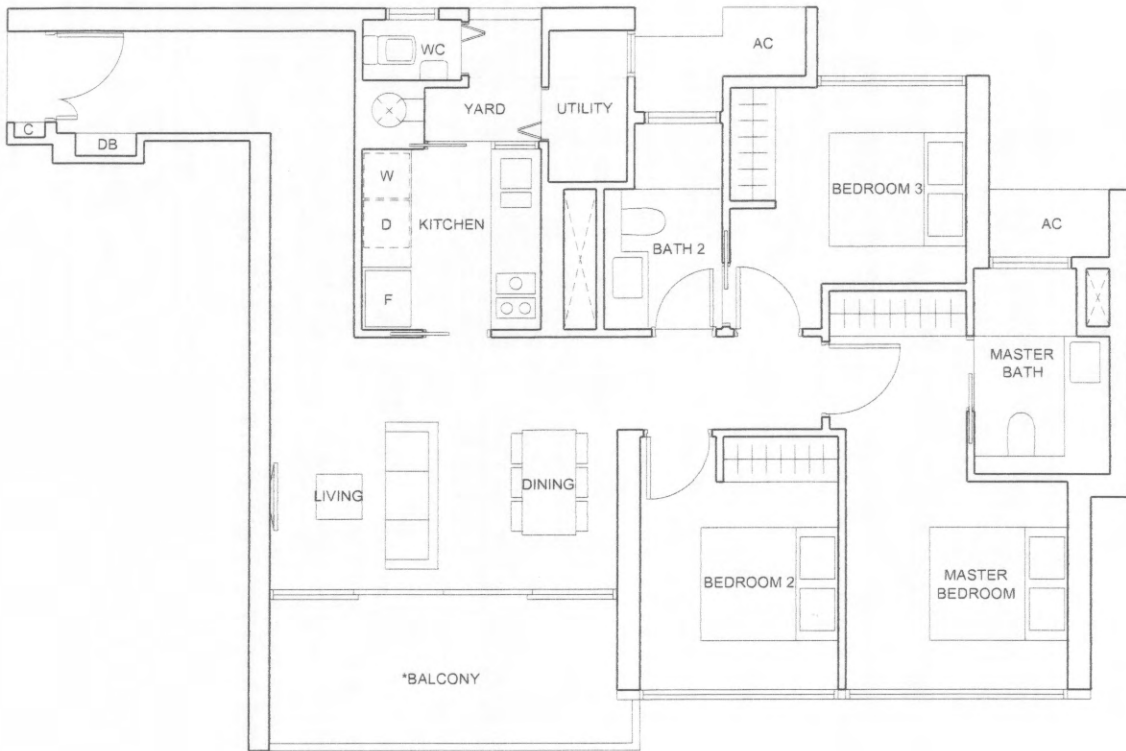 WC
AC
C
DB
YARD
UTILITY
W
D
KITCHEN
F
BEDROOM 3
BATH 2
AC
MASTER
BATH
LIVING
DINING
BEDROOM 2
MASTER
BEDROOM
*BALCONY